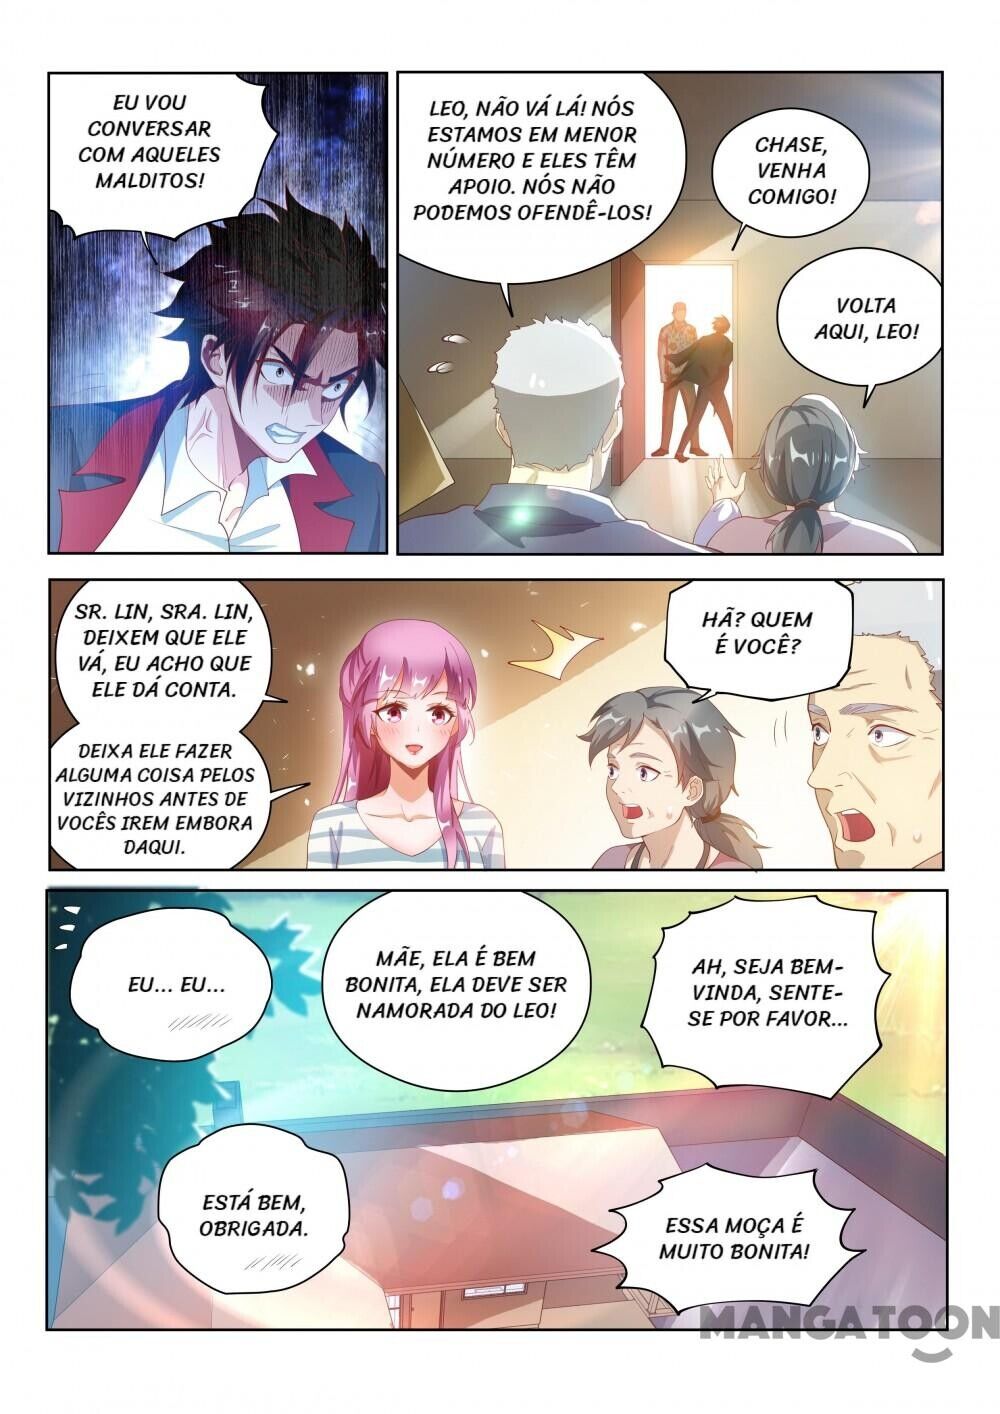 EU VOU
CONVERSAR
COM AQUELES
MALDITOS!
LEO, NÃO VÁ LÁ! NÓS
ESTAMOS EM MENOR
NÚMERO E ELES TÊM
APOIO. NÓS NÃO
PODEMOS OFENDÊ-LOS!
CHASE,
VENHA
COMIGO!
VOLTA
AQUI, LEO!
SR. LIN, SRA. LIN,
DEIXEM QUE ELE
VÁ, EU ACHO QUE
ELE DÁ CONTA.
DEIXA ELE FAZER
ALGUMA COISA PELOS
VIZINHOS ANTES DE
VOCÊS IREM EMBORA
DAQUI.
HÃ? QUEM
É VOCÊ?
EU... EU...
MÃE, ELA É BEM
BONITA, ELA DEVE SER
NAMORADA DO LEO!
AH, SEJA BEM-
VINDA, SENTE-
SE POR FAVOR...
ESTÁ BEM,
OBRIGADA.
ESSA MOÇA É
MUITO BONITA!
MANGATOON